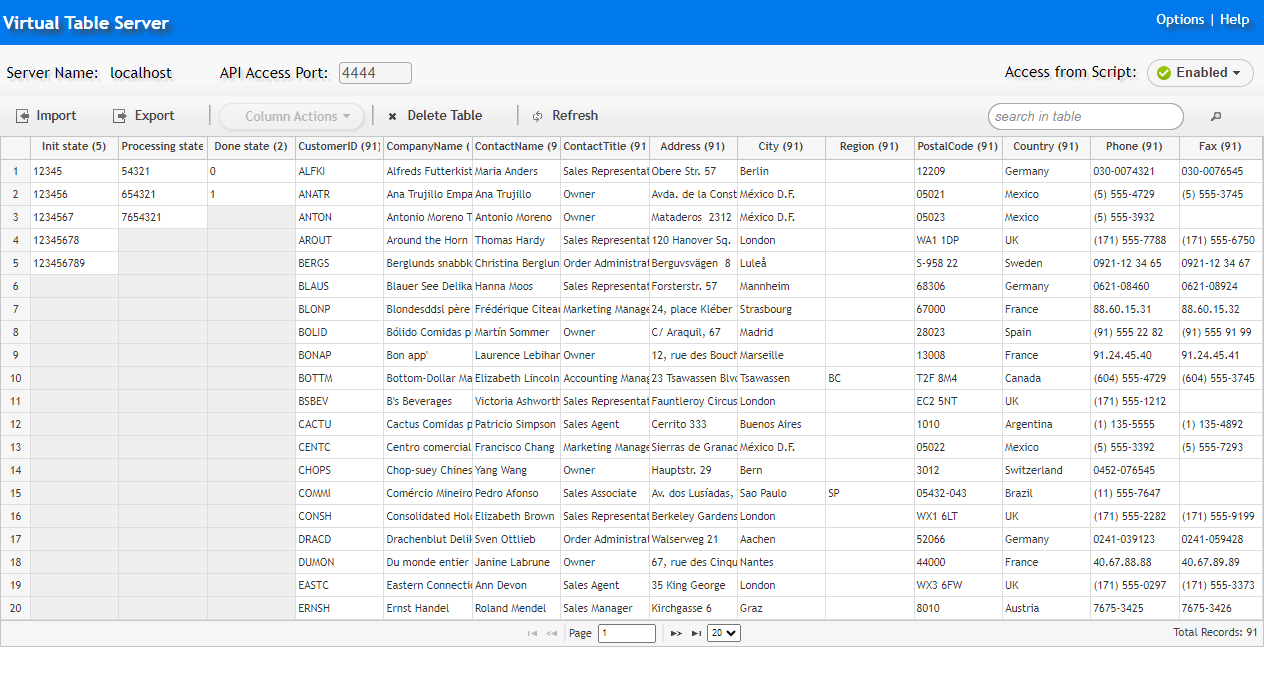 Virtual Table Server
Options | Help
Server Name: localhost API Access Port: 4444 Access from Script: Enabled
Import Export Column Actions Delete Table Refresh search in table
Init state (5) Processing state Done state (2) CustomerID (91) CompanyName ( ContactName (9 ContactTitle (91 Address (91) City (91) Region (91) PostalCode (91) Country (91) Phone (91) Fax (91)
1 12345 54321 0 ALFKI Alfreds Futterkist Maria Anders Sales Representat Obere Str. 57 Berlin 12209 Germany 030-0074321 030-0076545
2 123456 654321 1 ANATR Ana Trujillo Empa Ana Trujillo Owner Avda. de la Const México D.F. 05021 Mexico (5) 555-4729 (5) 555-3745
3 1234567 7654321 ANTON Antonio Moreno T Antonio Moreno Owner Mataderos 2312 México D.F. 05023 Mexico (5) 555-3932
4 12345678 AROUT Around the Horn Thomas Hardy Sales Representat 120 Hanover Sq. London WA1 1DP UK (171) 555-7788 (171) 555-6750
5 123456789 BERGS Berglunds snabbk Christina Berglun Order Administrat Berguvsvägen 8 Luleå S-958 22 Sweden 0921-12 34 65 0921-12 34 67
6 BLAUS Blauer See Delika Hanna Moos Sales Representat Forsterstr. 57 Mannheim 68306 Germany 0621-08460 0621-08924
7 BLONP Blondesddsl père Frédérique Citeau Marketing Manage 24, place Kléber Strasbourg 67000 France 88.60.15.31 88.60.15.32
8 BOLID Bólido Comidas p Martín Sommer Owner C/ Araquil, 67 Madrid 28023 Spain (91) 555 22 82 (91) 555 91 99
9 BONAP Bon app' Laurence Lebihan Owner 12, rue des Bouch Marseille 13008 France 91.24.45.40 91.24.45.41
10 BOTTM Bottom-Dollar Ma Elizabeth Lincoln Accounting Manag 23 Tsawassen Blv Tsawassen BC T2F 8M4 Canada (604) 555-4729 (604) 555-3745
11 BSBEV B's Beverages Victoria Ashworth Sales Representat Fauntleroy Circus London EC2 5NT UK (171) 555-1212
12 CACTU Cactus Comidas p Patricio Simpson Sales Agent Cerrito 333 Buenos Aires 1010 Argentina (1) 135-5555 (1) 135-4892
13 CENTC Centro comercial Francisco Chang Marketing Manage Sierras de Granad México D.F. 05022 Mexico (5) 555-3392 (5) 555-7293
14 CHOPS Chop-suey Chines Yang Wang Owner Hauptstr. 29 Bern 3012 Switzerland 0452-076545
15 COMMI Comércio Mineiro Pedro Afonso Sales Associate Av. dos Lusíadas, Sao Paulo SP 05432-043 Brazil (11) 555-7647
16 CONSH Consolidated Hol Elizabeth Brown Sales Representat Berkeley Gardens London WX1 6LT UK (171) 555-2282 (171) 555-9199
17 DRACD Drachenblut Delik Sven Ottlieb Order Administrat Walserweg 21 Aachen 52066 Germany 0241-039123 0241-059428
18 DUMON Du monde entier Janine Labrune Owner 67, rue des Cinqu Nantes 44000 France 40.67.88.88 40.67.89.89
19 EASTC Eastern Connecti Ann Devon Sales Agent 35 King George London WX3 6FW UK (171) 555-0297 (171) 555-3373
20 ERNSH Ernst Handel Roland Mendel Sales Manager Kirchgasse 6 Graz 8010 Austria 7675-3425 7675-3426
Page 1 20 Total Records: 91